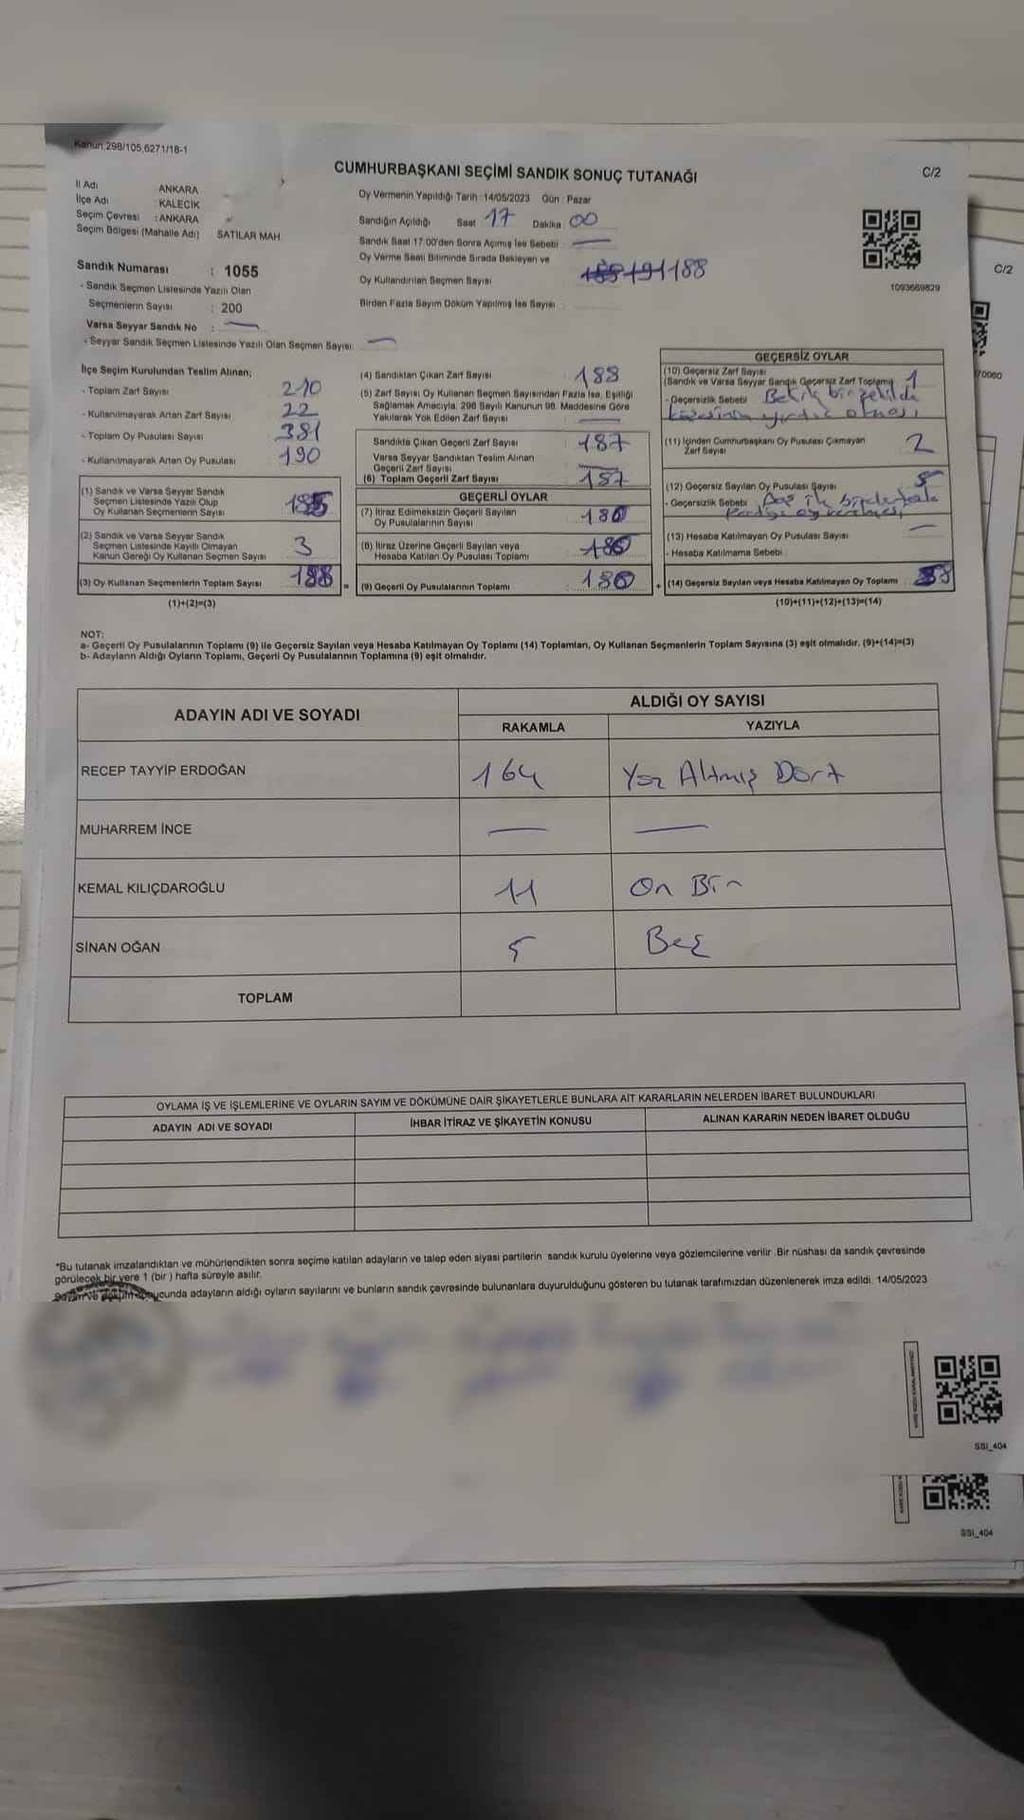 Kanun,298/105,6271/18-1
CUMHURBAŞKANI SEÇİMİ SANDIK SONUÇ TUTANAĞI
C/2
İl Adı ANKARA
İlçe Adı KALECİK
Seçim Çevresi : ANKARA
Seçim Bölgesi (Mahalle Adı) SATILAR MAH
Sandık Numarası : 1055
- Sandık Seçmen Listesinde Yazılı Olan
Seçmenlerin Sayısı : 200
Varsa Seyyar Sandık No :
- Seyyar Sandık Seçmen Listesinde Yazılı Olan Seçmen Sayısı:
Oy Vermenin Yapıldığı Tarih :14/05/2023 Gün : Pazar
Sandığın Açıldığı Saat 17 Dakika 00
Sandık Saat 17:00'den Sonra Açımış İse Sebebi
Oy Verme Saati Bitiminde Sırada Bekleyen ve
Oy Kullandırılan Seçmen Sayısı 188
Birden Fazla Sayım Döküm Yapılmış İse Sayısı
1093669829
C/2
70060
İlçe Seçim Kurulundan Teslim Alınan;
- Toplam Zarf Sayısı 210
- Kullanılmayarak Artan Zarf Sayısı 22
- Toplam Oy Pusulası Sayısı 381
- Kullanılmayarak Artan Oy Pusulası 190
(1) Sandık ve Varsa Seyyar Sandık
Seçmen Listesinde Yazılı Olup
Oy Kullanan Seçmenlerin Sayısı 185
(2) Sandık ve Varsa Seyyar Sandık
Seçmen Listesinde Kayıtlı Olmayan
Kanun Gereği Oy Kullanan Seçmen Sayısı 3
(3) Oy Kullanan Seçmenlerin Toplam Sayısı 188 =
(1)+(2)=(3)
(4) Sandıktan Çıkan Zarf Sayısı 188
(5) Zarf Sayısı Oy Kullanan Seçmen Sayısından Fazla İse, Eşitliği
Sağlamak Amacıyla, 298 Sayılı Kanunun 98. Maddesine Göre
Yakılarak Yok Edilen Zarf Sayısı
Sandıkta Çıkan Geçerli Zarf Sayısı 187
Varsa Seyyar Sandıktan Teslim Alınan
Geçerli Zarf Sayısı
(6) Toplam Geçerli Zarf Sayısı 187
GEÇERLİ OYLAR
(7) İtiraz Edilmeksizin Geçerli Sayılan
Oy Pusulalarının Sayısı 180
(8) İtiraz Üzerine Geçerli Sayılan veya
Hesaba Katılan Oy Pusulası Toplamı
(9) Geçerli Oy Pusulalarının Toplamı 180 +
GEÇERSİZ OYLAR
(10) Geçersiz Zarf Sayısı
(Sandık ve Varsa Seyyar Sandık Geçersiz Zarf Toplamı) 1
- Geçersizlik Sebebi
yırtık olması
(11) İçinden Cumhurbaşkanı Oy Pusulası Çıkmayan
Zarf Sayısı 2
(12) Geçersiz Sayılan Oy Pusulası Sayısı 5
- Geçersizlik Sebebi
(13) Hesaba Katılmayan Oy Pusulası Sayısı
- Hesaba Katılmama Sebebi
(14) Geçersiz Sayılan veya Hesaba Katılmayan Oy Toplamı 8
(10)+(11)+(12)+(13)=(14)
NOT:
a- Geçerli Oy Pusulalarının Toplamı (9) ile Geçersiz Sayılan veya Hesaba Katılmayan Oy Toplamı (14) Toplamları, Oy Kullanan Seçmenlerin Toplam Sayısına (3) eşit olmalıdır. (9)+(14)=(3)
b- Adayların Aldığı Oyların Toplamı, Geçerli Oy Pusulalarının Toplamına (9) eşit olmalıdır.
ADAYIN ADI VE SOYADI
ALDIĞI OY SAYISI
RAKAMLA YAZIYLA
RECEP TAYYİP ERDOĞAN 164 Yüz Altmış Dört
MUHARREM İNCE
KEMAL KILIÇDAROĞLU 11 On Bir
SİNAN OĞAN 5 Beş
TOPLAM
OYLAMA İŞ VE İŞLEMLERİNE VE OYLARIN SAYIM VE DÖKÜMÜNE DAİR ŞİKAYETLERLE BUNLARA AİT KARARLARIN NELERDEN İBARET BULUNDUKLARI
ADAYIN ADI VE SOYADI İHBAR İTİRAZ VE ŞİKAYETİN KONUSU ALINAN KARARIN NEDEN İBARET OLDUĞU
*Bu tutanak imzalandıktan ve mühürlendikten sonra seçime katılan adayların ve talep eden siyasi partilerin sandık kurulu üyelerine veya gözlemcilerine verilir .Bir nüshası da sandık çevresinde
görülecek bir yere 1 (bir ) hafta süreyle asılır.
Sayım ve döküm sonucunda adayların aldığı oyların sayılarını ve bunların sandık çevresinde bulunanlara duyurulduğunu gösteren bu tutanak tarafımızdan düzenlenerek imza edildi. 14/05/2023
SSI_404
SSI_404